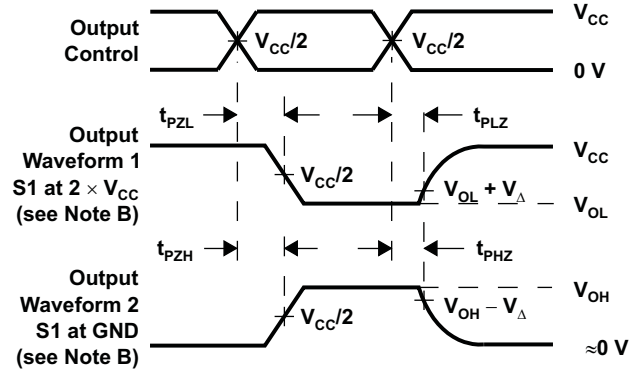 Output
Control
VCC/2
VCC/2
VCC
0 V
tPZL
tPLZ
Output
Waveform 1
S1 at 2 × VCC
(see Note B)
VCC/2
VOL + VΔ
VCC
VOL
tPZH
tPHZ
Output
Waveform 2
S1 at GND
(see Note B)
VCC/2
VOH − VΔ
VOH
≈0 V